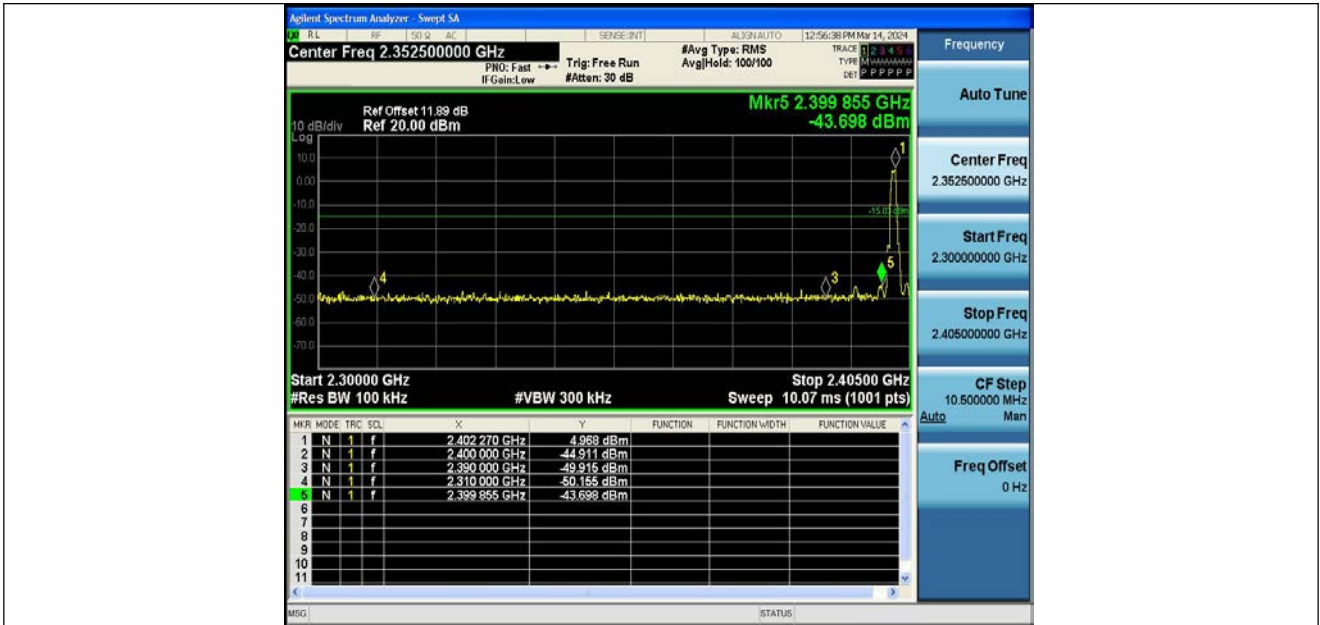 Agilent Spectrum Analyzer - Swept SA
RL RF 50 Ω AC SENSE:INT ALIGN AUTO 12:56:38 PM Mar 14, 2024
Center Freq 2.352500000 GHz
PNO: Fast
IFGain:Low
Trig: Free Run
#Atten: 30 dB
#Avg Type: RMS
Avg|Hold: 100/100
TRACE 1 2 3 4 5 6
TYPE M
DET P P P P P P
Mkr5 2.399 855 GHz
-43.698 dBm
Ref Offset 11.89 dB
10 dB/div Ref 20.00 dBm
Log
10.0
0.00
-10.0
-20.0
-30.0
-40.0
-50.0
-60.0
-70.0
1
4
3
5
Start 2.30000 GHz Stop 2.40500 GHz
#Res BW 100 kHz #VBW 300 kHz Sweep 10.07 ms (1001 pts)
MKR MODE TRC SCL X Y FUNCTION FUNCTION WIDTH FUNCTION VALUE
1 N 1 f 2.402 270 GHz 4.968 dBm
2 N 1 f 2.400 000 GHz -44.911 dBm
3 N 1 f 2.390 000 GHz -49.915 dBm
4 N 1 f 2.310 000 GHz -50.155 dBm
5 N 1 f 2.399 855 GHz -43.698 dBm
6
7
8
9
10
11
MSG STATUS
Frequency
Auto Tune
Center Freq
2.352500000 GHz
Start Freq
2.300000000 GHz
Stop Freq
2.405000000 GHz
CF Step
10.500000 MHz
Auto Man
Freq Offset
0 Hz